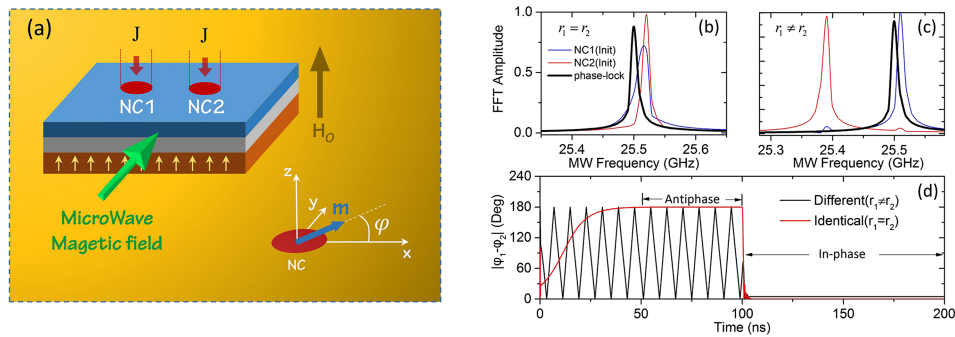 (a)
J J
NC1 NC2
H₀
MicroWave
Magetic field
z
y
m
φ
x
NC
r₁ = r₂ (b)
NC1(Init)
NC2(Init)
phase-lock
FFT Amplitude
1.0
0.5
0.0
25.4 25.5 25.6
MW Frequency (GHz)
r₁ ≠ r₂ (c)
25.3 25.4 25.5
MW Frequency (GHz)
(d)
Antiphase
Different(r₁≠r₂)
Identical(r₁=r₂)
In-phase
|φ₁-φ₂| (Deg)
180
120
60
0
0 50 100 150 200
Time (ns)